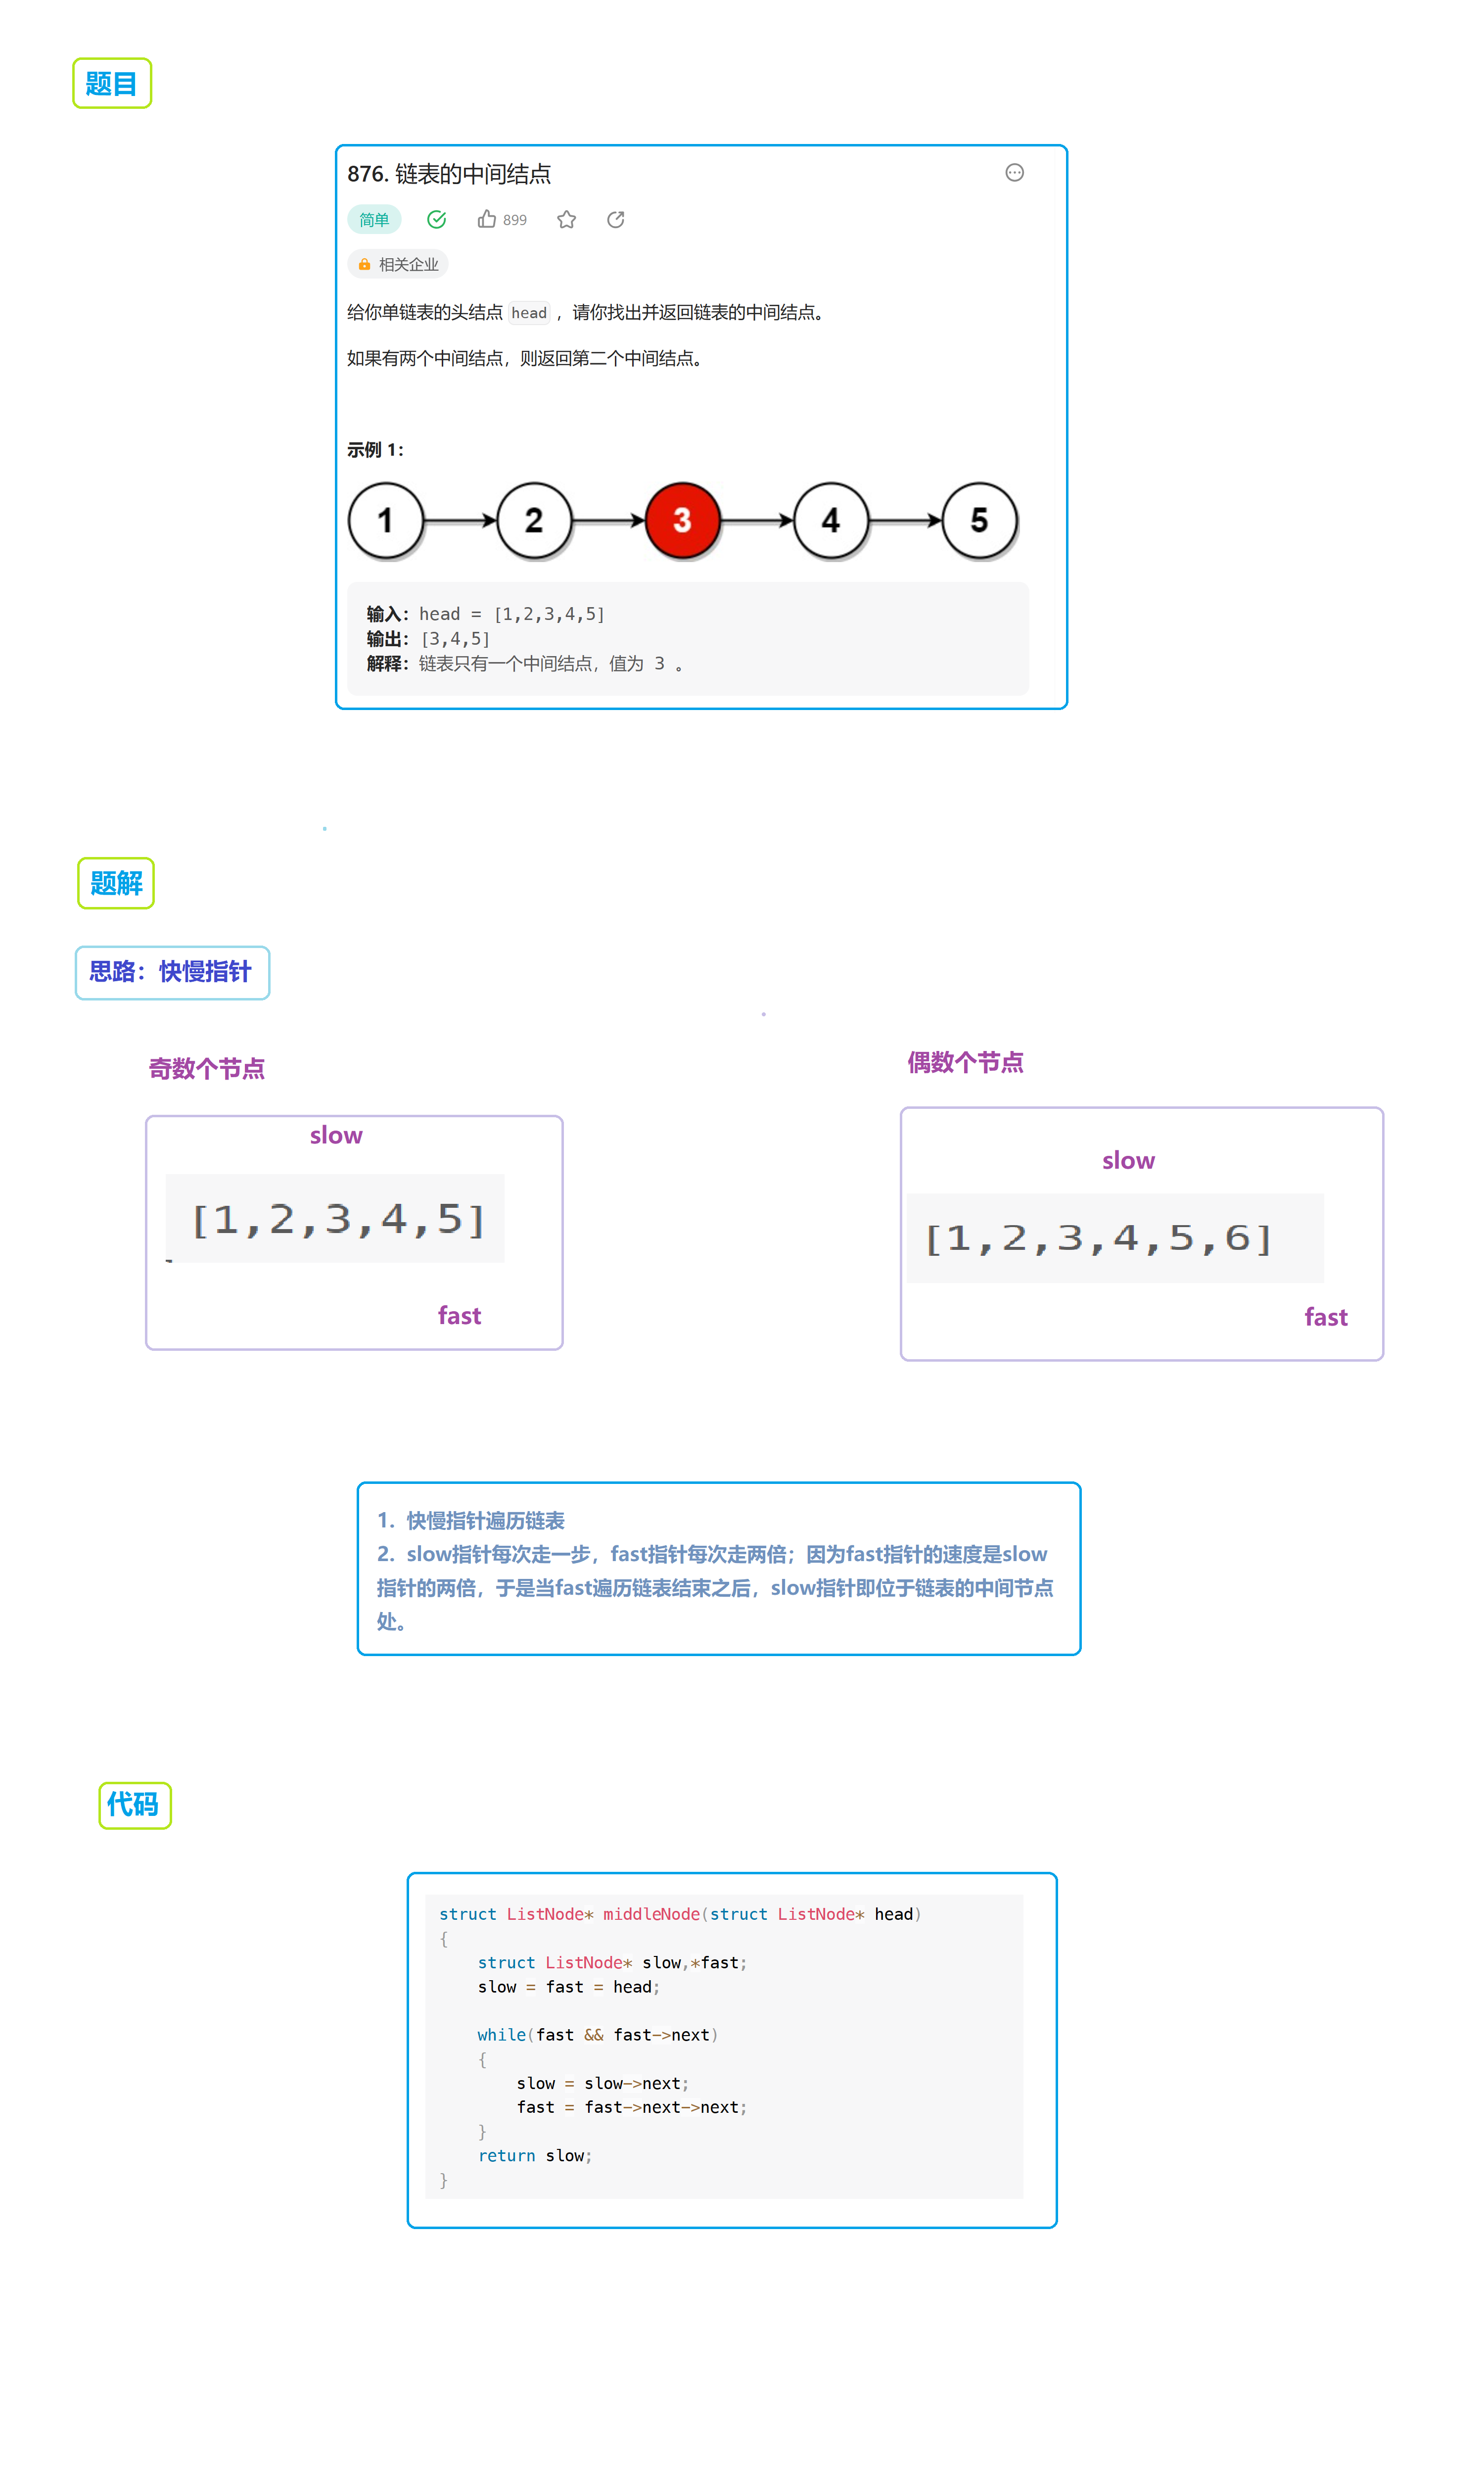 题目
876. 链表的中间结点
简单 899
相关企业
给你单链表的头结点 head ，请你找出并返回链表的中间结点。
如果有两个中间结点，则返回第二个中间结点。
示例 1：
1 2 3 4 5
输入：head = [1,2,3,4,5]
输出：[3,4,5]
解释：链表只有一个中间结点，值为 3 。
题解
思路：快慢指针
奇数个节点
slow
[1,2,3,4,5]
fast
偶数个节点
slow
[1,2,3,4,5,6]
fast
1. 快慢指针遍历链表
2. slow指针每次走一步，fast指针每次走两倍；因为fast指针的速度是slow
指针的两倍，于是当fast遍历链表结束之后，slow指针即位于链表的中间节点
处。
代码
struct ListNode* middleNode(struct ListNode* head)
{
    struct ListNode* slow,*fast;
    slow = fast = head;
    while(fast && fast->next)
    {
        slow = slow->next;
        fast = fast->next->next;
    }
    return slow;
}